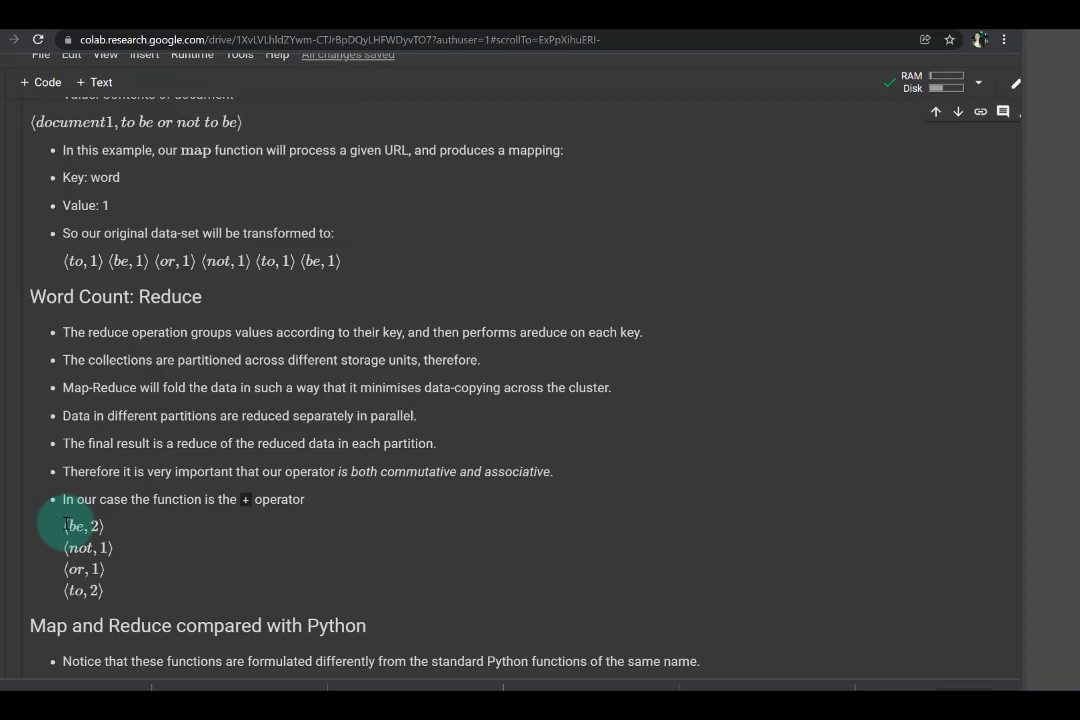 colab.research.google.com/drive/1XvLVLhldZYwm-CTJrBpDQyLHFWDyvTO7?authuser=1#scrollTo=ExPpXihuERI-
File Edit View Insert Runtime Tools Help All changes saved
+ Code + Text
RAM
Disk
Value: Contents of document
⟨document1, to be or not to be⟩
• In this example, our map function will process a given URL, and produces a mapping:
• Key: word
• Value: 1
• So our original data-set will be transformed to:
⟨to, 1⟩ ⟨be, 1⟩ ⟨or, 1⟩ ⟨not, 1⟩ ⟨to, 1⟩ ⟨be, 1⟩
Word Count: Reduce
• The reduce operation groups values according to their key, and then performs areduce on each key.
• The collections are partitioned across different storage units, therefore.
• Map-Reduce will fold the data in such a way that it minimises data-copying across the cluster.
• Data in different partitions are reduced separately in parallel.
• The final result is a reduce of the reduced data in each partition.
• Therefore it is very important that our operator is both commutative and associative.
• In our case the function is the + operator
⟨be, 2⟩
⟨not, 1⟩
⟨or, 1⟩
⟨to, 2⟩
Map and Reduce compared with Python
• Notice that these functions are formulated differently from the standard Python functions of the same name.